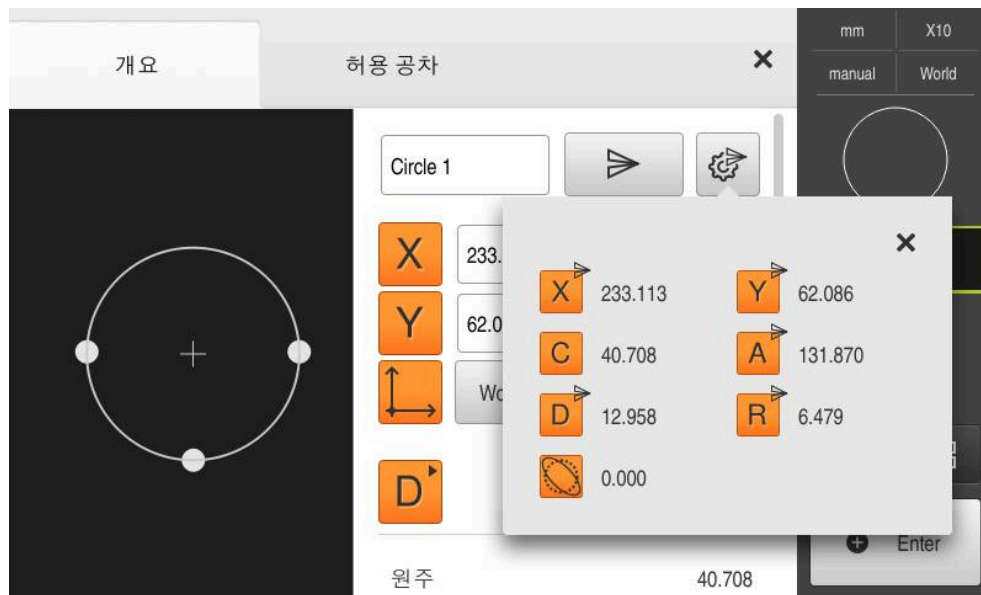 개요
허용 공차
mm
X10
manual
World
Circle 1
X
233.
Y
62.0
Wo
D
X 233.113
Y 62.086
C 40.708
A 131.870
D 12.958
R 6.479
0.000
Enter
원주
40.708